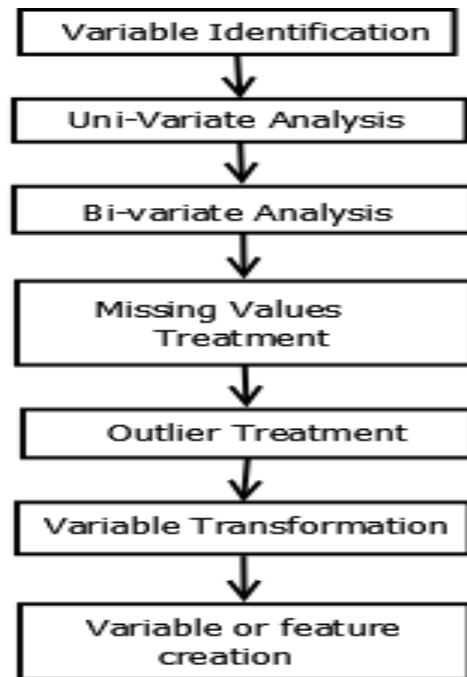 Variable Identification
Uni-Variate Analysis
Bi-variate Analysis
Missing Values
Treatment
Outlier Treatment
Variable Transformation
Variable or feature
creation